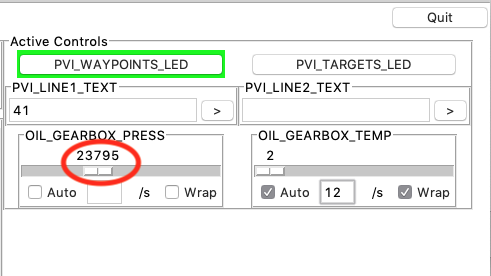 Quit
Active Controls
PVI_WAYPOINTS_LED
PVI_TARGETS_LED
PVI_LINE1_TEXT
PVI_LINE2_TEXT
41
>
>
OIL_GEARBOX_PRESS
OIL_GEARBOX_TEMP
23795
2
Auto /s Wrap
Auto 12 /s Wrap